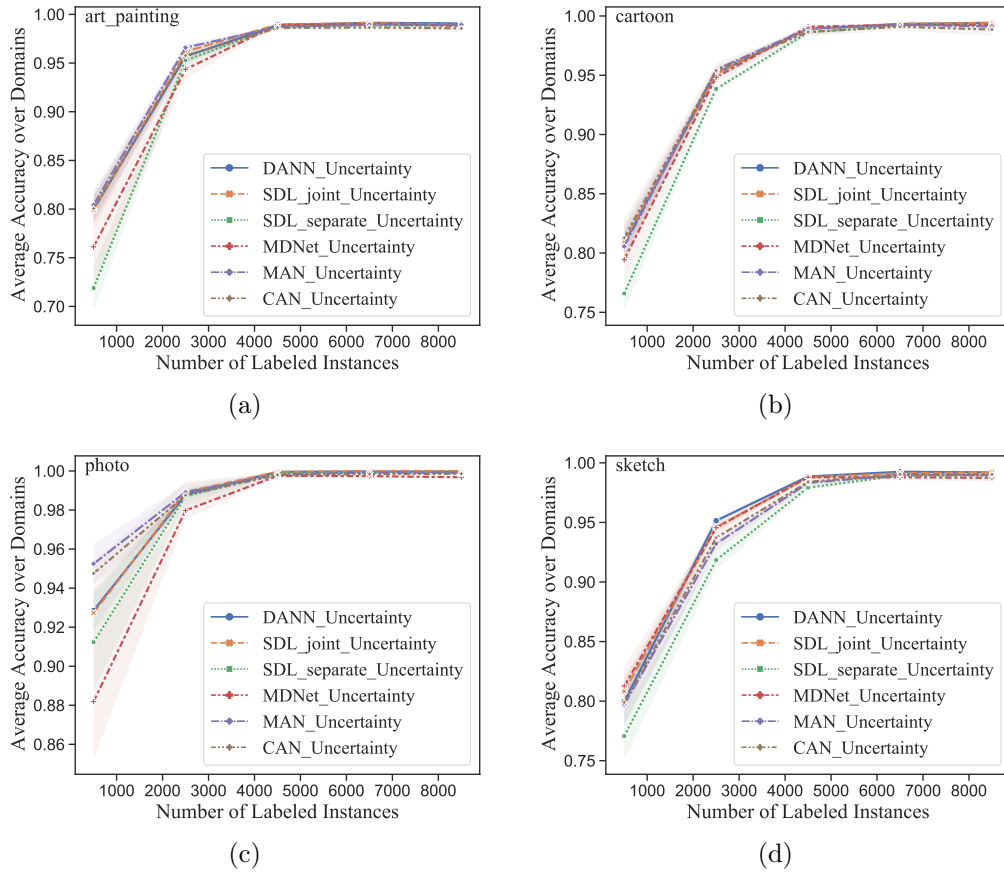 art_painting
1.00
0.95
0.90
0.85
0.80
0.75
0.70
Average Accuracy over Domains
DANN_Uncertainty
SDL_joint_Uncertainty
SDL_separate_Uncertainty
MDNet_Uncertainty
MAN_Uncertainty
CAN_Uncertainty
1000 2000 3000 4000 5000 6000 7000 8000
Number of Labeled Instances
(a)
cartoon
1.00
0.95
0.90
0.85
0.80
0.75
Average Accuracy over Domains
DANN_Uncertainty
SDL_joint_Uncertainty
SDL_separate_Uncertainty
MDNet_Uncertainty
MAN_Uncertainty
CAN_Uncertainty
1000 2000 3000 4000 5000 6000 7000 8000
Number of Labeled Instances
(b)
photo
1.00
0.98
0.96
0.94
0.92
0.90
0.88
0.86
Average Accuracy over Domains
DANN_Uncertainty
SDL_joint_Uncertainty
SDL_separate_Uncertainty
MDNet_Uncertainty
MAN_Uncertainty
CAN_Uncertainty
1000 2000 3000 4000 5000 6000 7000 8000
Number of Labeled Instances
(c)
sketch
1.00
0.95
0.90
0.85
0.80
0.75
Average Accuracy over Domains
DANN_Uncertainty
SDL_joint_Uncertainty
SDL_separate_Uncertainty
MDNet_Uncertainty
MAN_Uncertainty
CAN_Uncertainty
1000 2000 3000 4000 5000 6000 7000 8000
Number of Labeled Instances
(d)